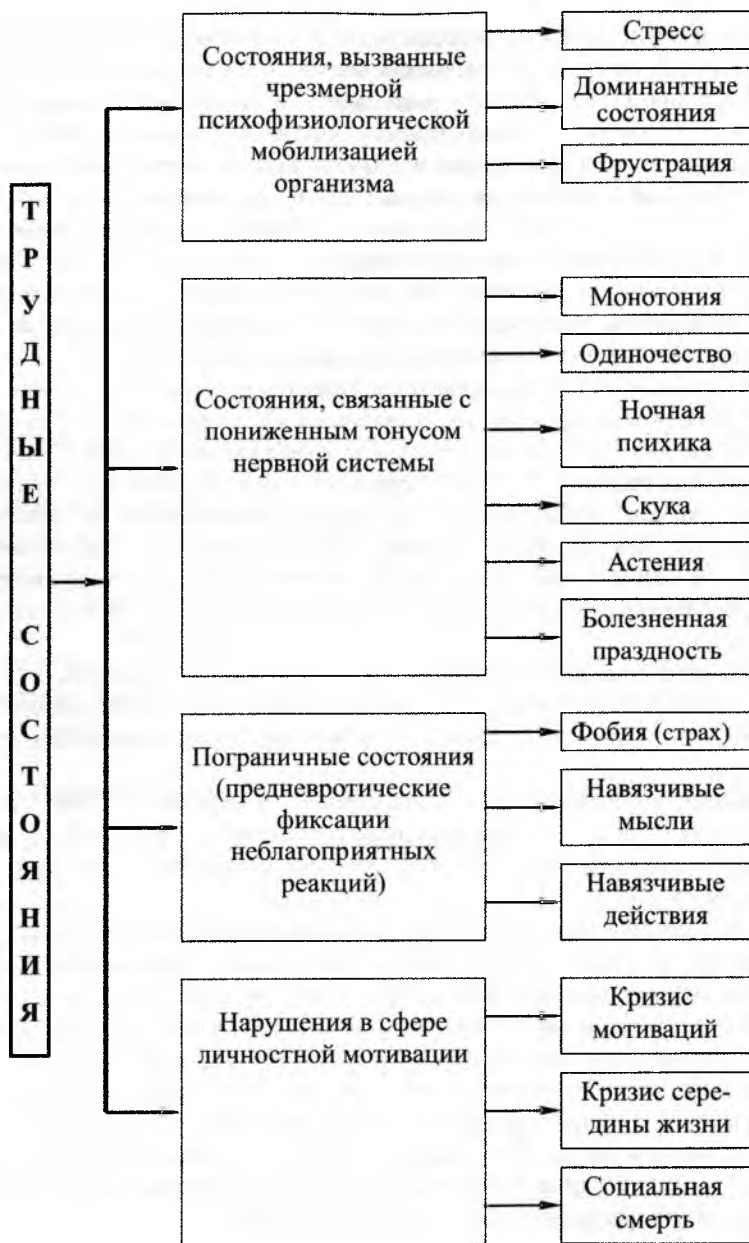 ТРУДНЫЕ СОСТОЯНИЯ
Состояния, вызванные
чрезмерной
психофизиологической
мобилизацией
организма
Стресс
Доминантные
состояния
Фрустрация
Состояния, связанные с
пониженным тонусом
нервной системы
Монотония
Одиночество
Ночная
психика
Скука
Астения
Болезненная
праздность
Пограничные состояния
(предневротические
фиксации
неблагоприятных
реакций)
Фобия (страх)
Навязчивые
мысли
Навязчивые
действия
Нарушения в сфере
личностной мотивации
Кризис
мотиваций
Кризис сере-
дины жизни
Социальная
смерть